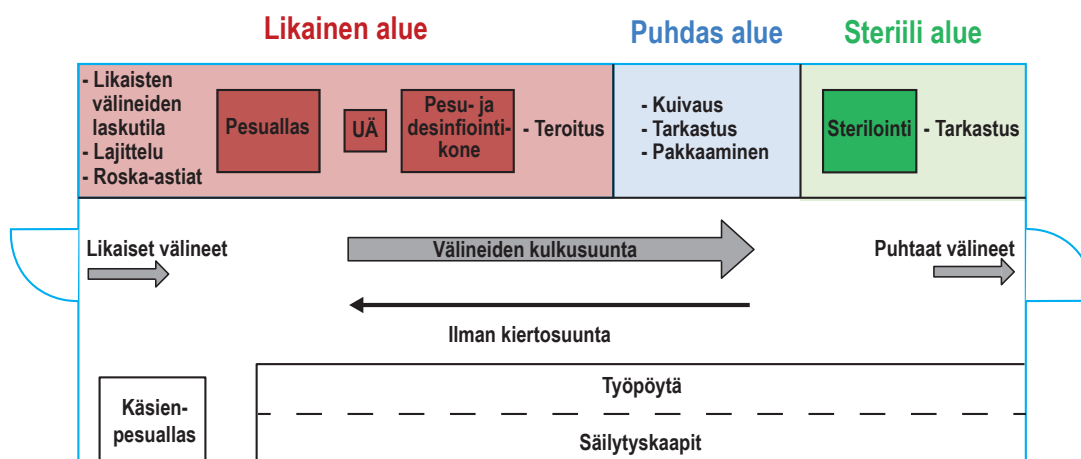 Likainen alue
Puhdas alue
Steriili alue
- Likaisten
välineiden
laskutila
- Lajittelu
- Roska-astiat
Pesuallas
UÄ
Pesu- ja
desinfiointi-
kone
- Teroitus
- Kuivaus
- Tarkastus
- Pakkaaminen
Sterilointi
- Tarkastus
Likaiset välineet
Välineiden kulkusuunta
Puhtaat välineet
Ilman kiertosuunta
Käsien-
pesuallas
Työpöytä
Säilytyskaapit